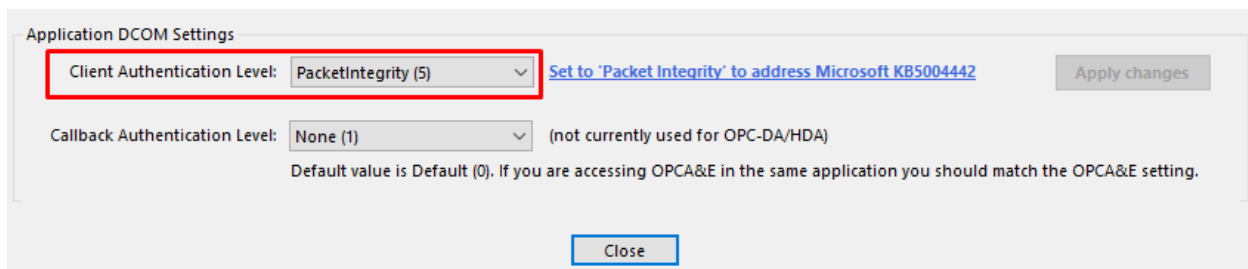 Application DCOM Settings
Client Authentication Level: PacketIntegrity (5) Set to 'Packet Integrity' to address Microsoft KB5004442 Apply changes
Callback Authentication Level: None (1) (not currently used for OPC-DA/HDA)
Default value is Default (0). If you are accessing OPCA&E in the same application you should match the OPCA&E setting.
Close